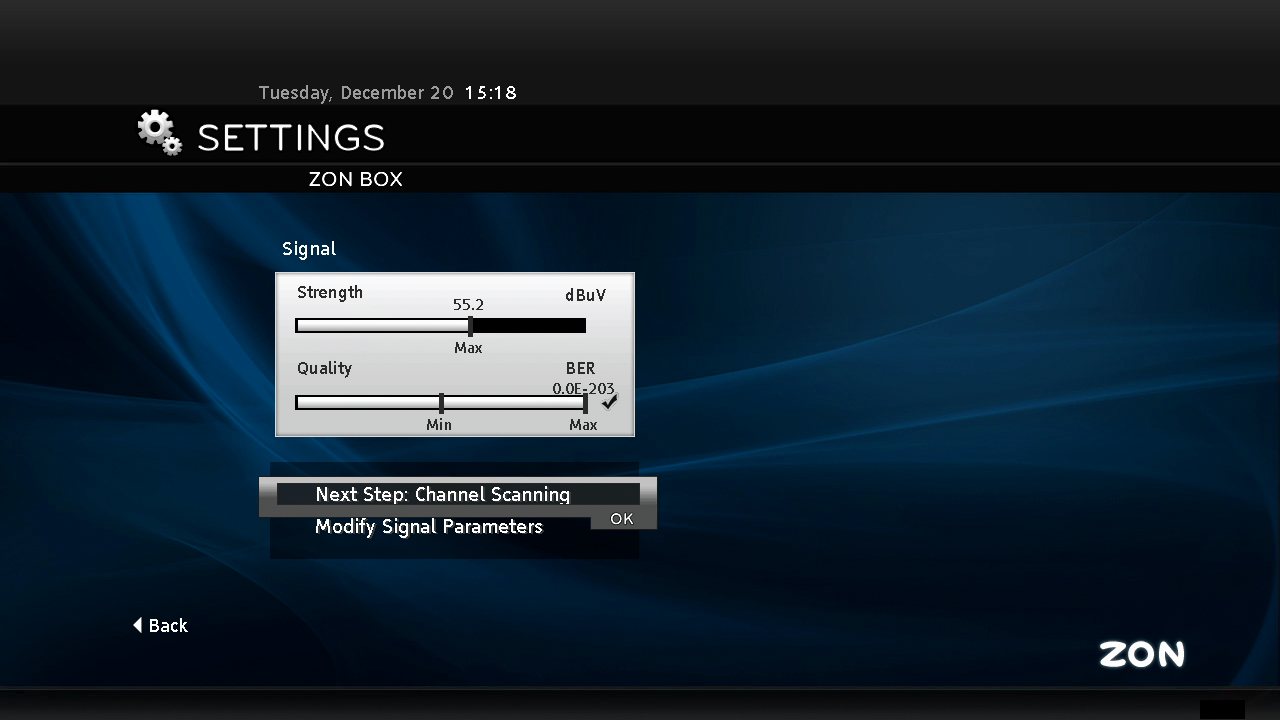 Tuesday, December 20 15:18
SETTINGS
ZON BOX
Signal
Strength
55.2
dBuV
Max
Quality
BER
0.0E-203
Min
Max
Next Step: Channel Scanning
OK
Modify Signal Parameters
Back
ZON